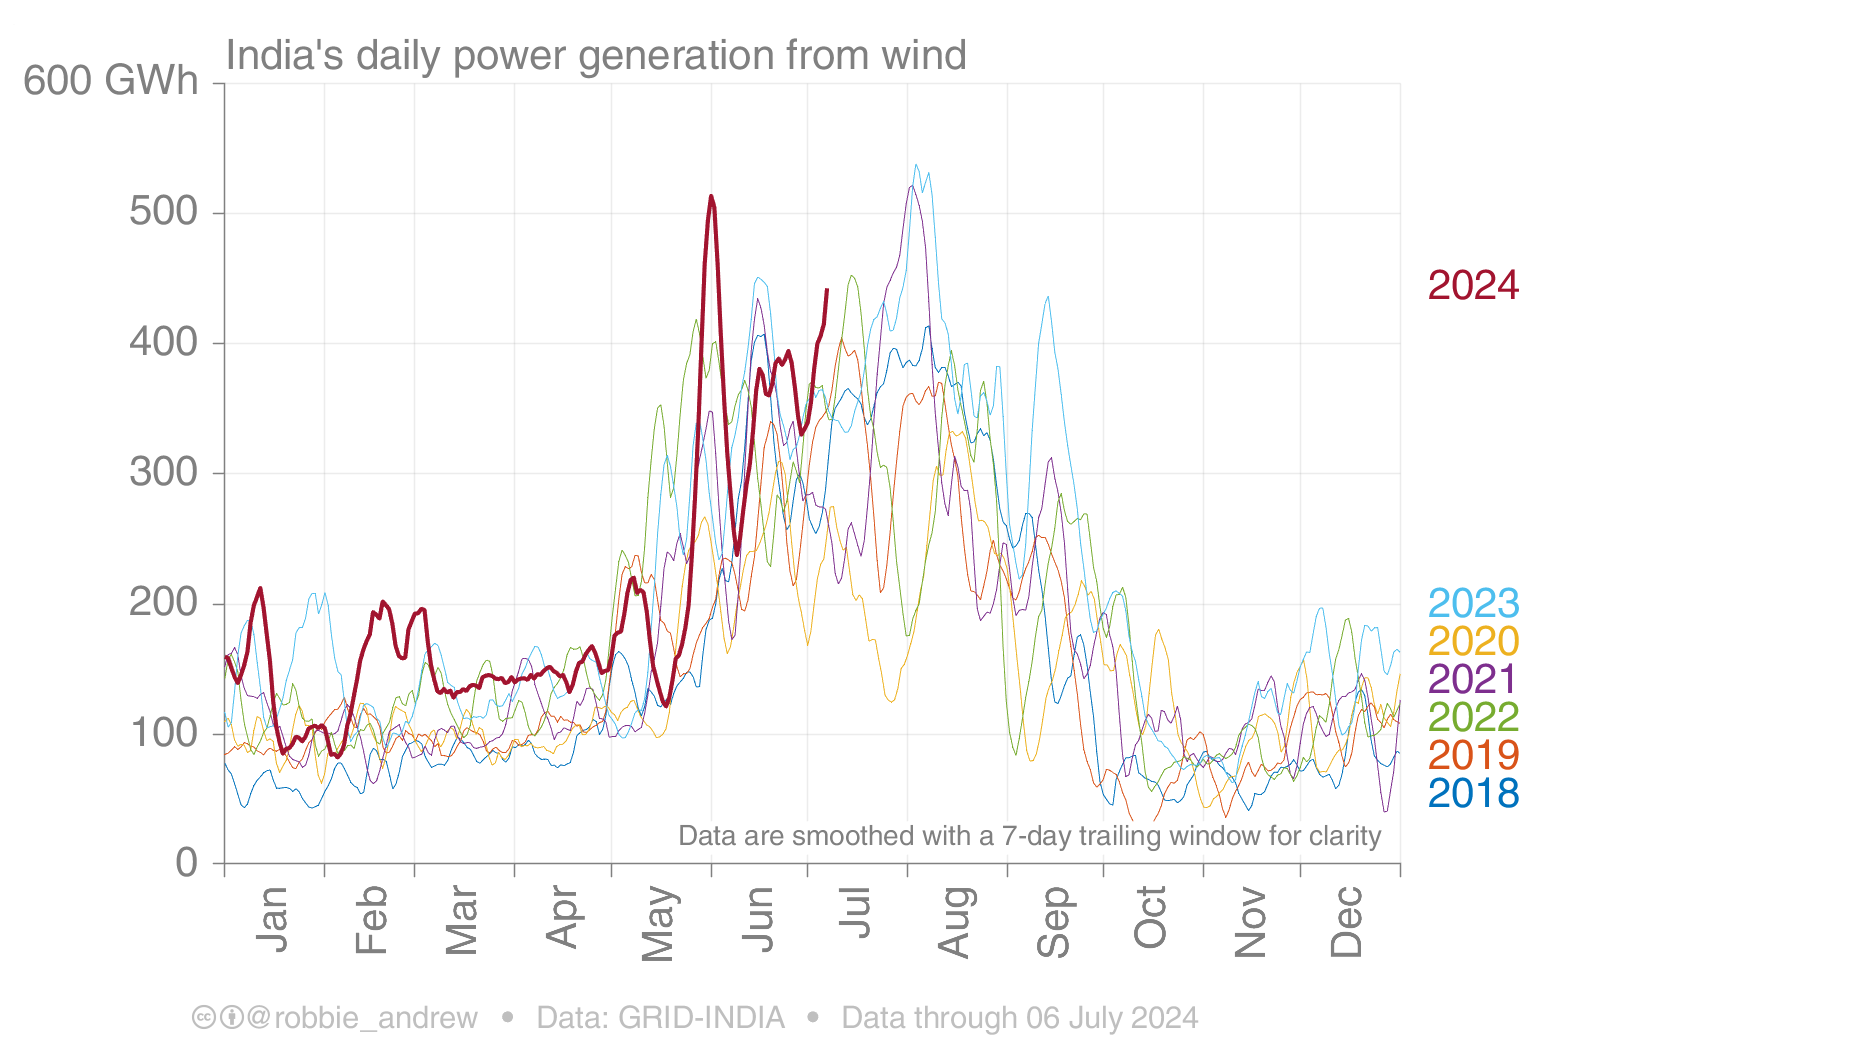 India's daily power generation from wind
600 GWh
500
400
300
200
100
0
2024
2023
2020
2021
2022
2019
2018
Data are smoothed with a 7-day trailing window for clarity
Jan Feb Mar Apr May Jun Jul Aug Sep Oct Nov Dec
cc @robbie_andrew • Data: GRID-INDIA • Data through 06 July 2024